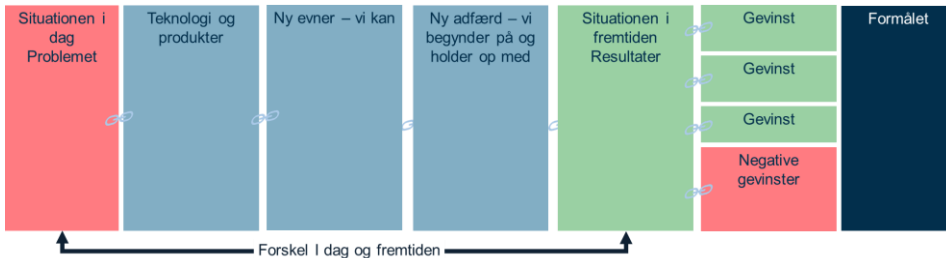 Situationen i
dag
Problemet
Teknologi og
produkter
Ny evner – vi kan
Ny adfærd – vi
begynder på og
holder op med
Situationen i
fremtiden
Resultater
Gevinst
Gevinst
Gevinst
Negative
gevinster
Formålet
Forskel I dag og fremtiden